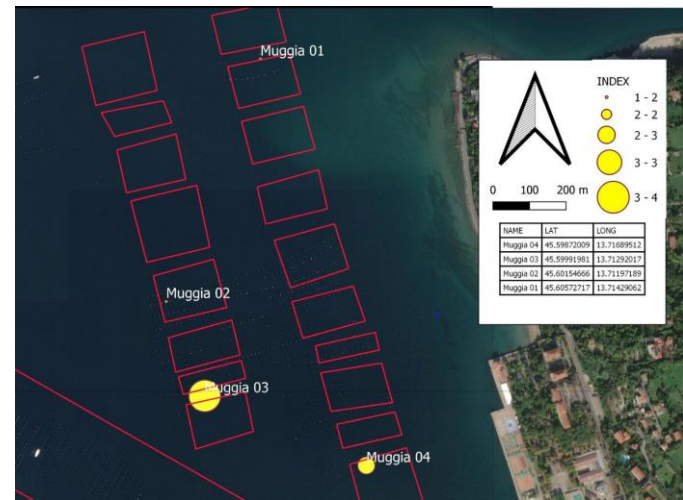 Muggia 01
Muggia 02
Muggia 03
Muggia 04
INDEX
1 - 2
2 - 2
2 - 3
3 - 3
3 - 4
0 100 200 m
NAME LAT LONG
Muggia 04 45.59872009 13.71689512
Muggia 03 45.59991981 13.71292017
Muggia 02 45.60154666 13.71197189
Muggia 01 45.60572717 13.71429062